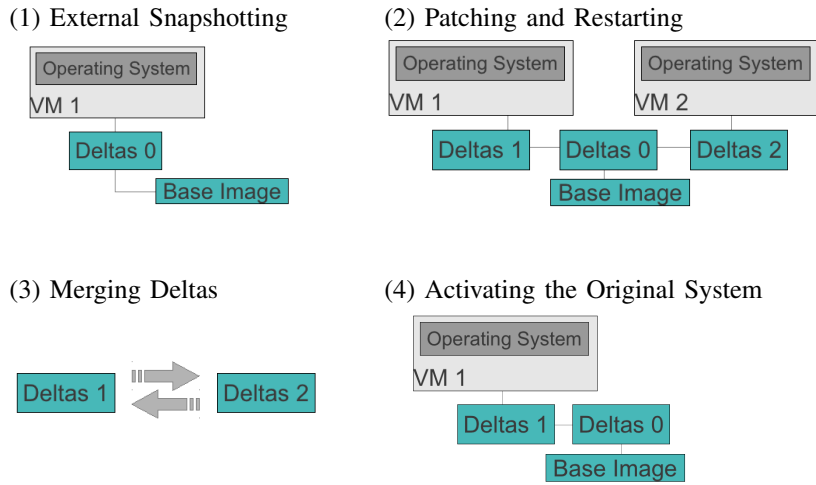 (1) External Snapshotting
Operating System
VM 1
Deltas 0
Base Image
(2) Patching and Restarting
Operating System
Operating System
VM 1
VM 2
Deltas 1
Deltas 0
Deltas 2
Base Image
(3) Merging Deltas
Deltas 1
Deltas 2
(4) Activating the Original System
Operating System
VM 1
Deltas 1
Deltas 0
Base Image